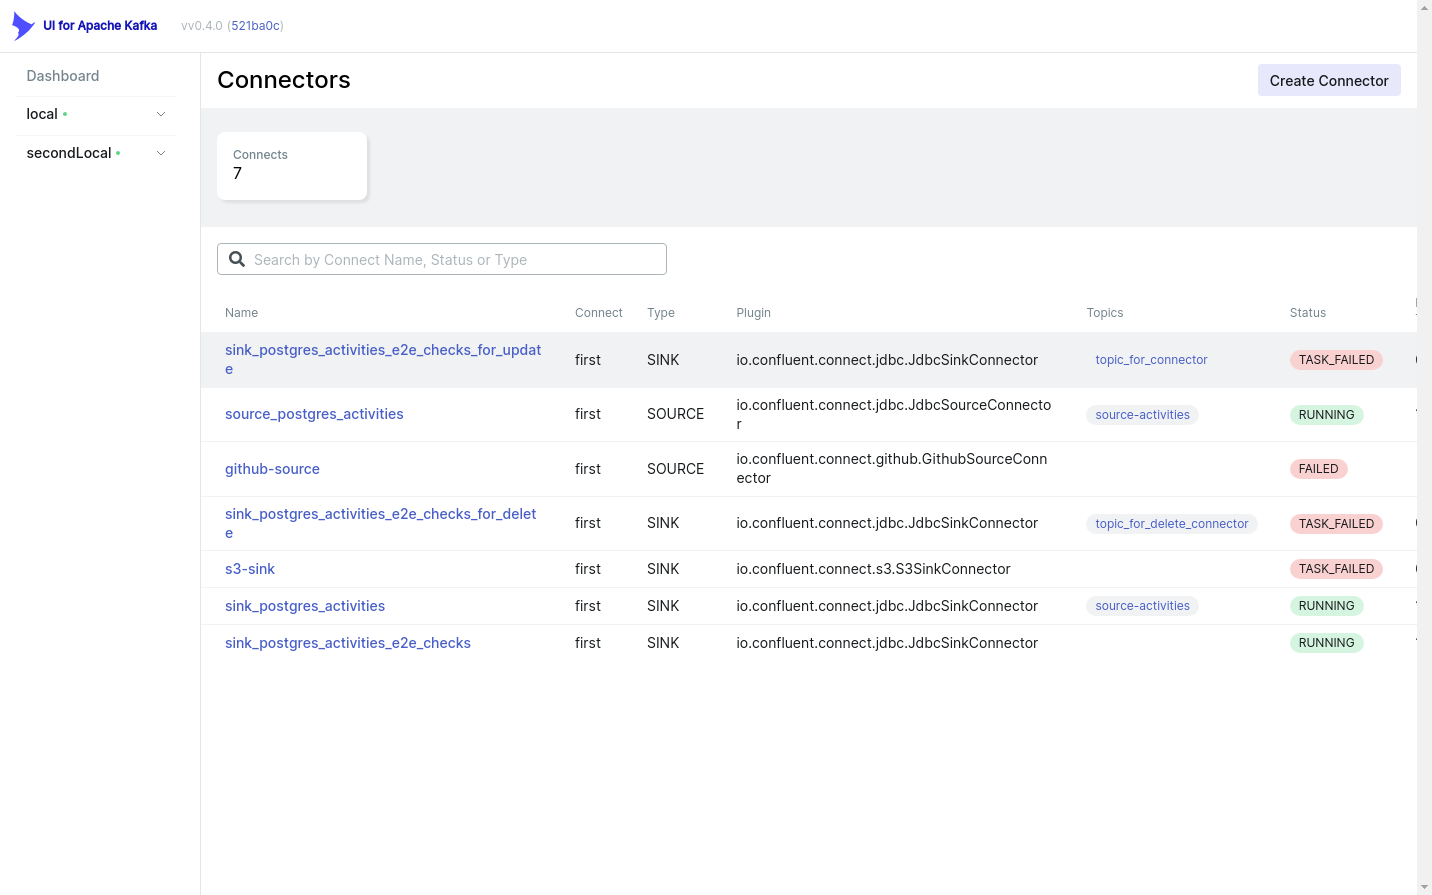 UI for Apache Kafka vv0.4.0 (521ba0c)
Dashboard
local
secondLocal
Connectors
Create Connector
Connects
7
Search by Connect Name, Status or Type
Name Connect Type Plugin Topics Status
sink_postgres_activities_e2e_checks_for_updat
e
first SINK io.confluent.connect.jdbc.JdbcSinkConnector topic_for_connector TASK_FAILED
source_postgres_activities first SOURCE
io.confluent.connect.jdbc.JdbcSourceConnecto
r
source-activities RUNNING
github-source first SOURCE
io.confluent.connect.github.GithubSourceConn
ector
FAILED
sink_postgres_activities_e2e_checks_for_delet
e
first SINK io.confluent.connect.jdbc.JdbcSinkConnector topic_for_delete_connector TASK_FAILED
s3-sink first SINK io.confluent.connect.s3.S3SinkConnector TASK_FAILED
sink_postgres_activities first SINK io.confluent.connect.jdbc.JdbcSinkConnector source-activities RUNNING
sink_postgres_activities_e2e_checks first SINK io.confluent.connect.jdbc.JdbcSinkConnector RUNNING